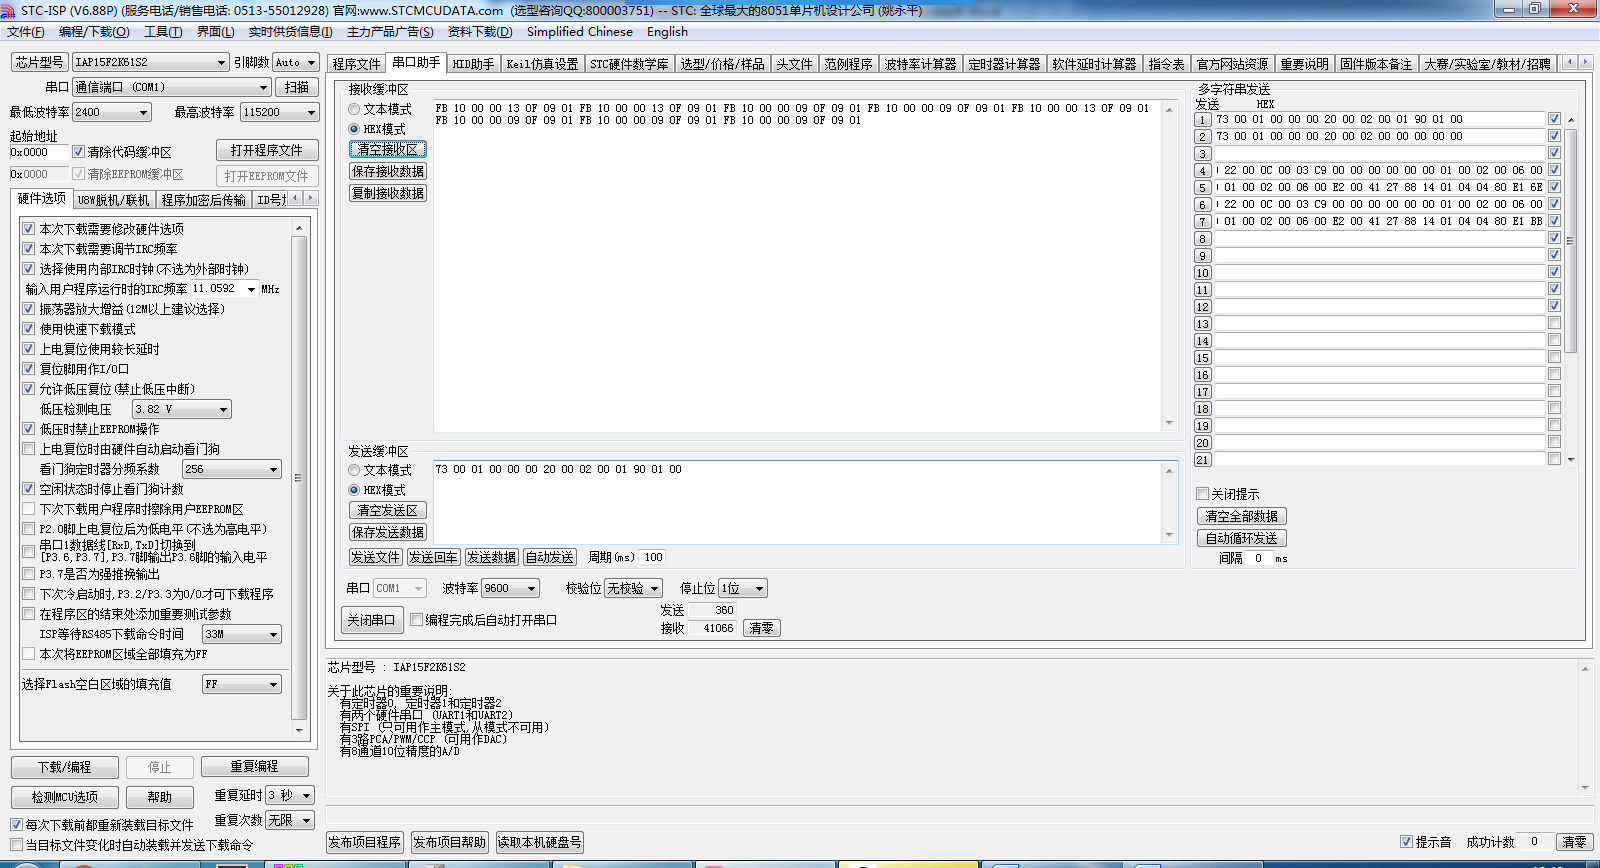 STC-ISP (V6.88P) (服务电话/销售电话: 0513-55012928) 官网:www.STCMCUDATA.com (选型咨询QQ:800003751) -- STC: 全球最大的8051单片机设计公司 (姚永平)
文件(F) 编程/下载(O) 工具(T) 界面(L) 实时供货信息(I) 主力产品广告(S) 资料下载(D) Simplified Chinese English
芯片型号 IAP15F2K61S2 引脚数 Auto
串口 通信端口 (COM1) 扫描
最低波特率 2400 最高波特率 115200
起始地址
0x0000 清除代码缓冲区 打开程序文件
0x0000 清除EEPROM缓冲区 打开EEPROM文件
硬件选项 U8W脱机/联机 程序加密后传输 ID号
本次下载需要修改硬件选项
本次下载需要调节IRC频率
选择使用内部IRC时钟(不选为外部时钟)
输入用户程序运行时的IRC频率 11.0592 MHz
振荡器放大增益(12M以上建议选择)
使用快速下载模式
上电复位使用较长延时
复位脚用作I/O口
允许低压复位(禁止低压中断)
低压检测电压 3.82 V
低压时禁止EEPROM操作
上电复位时由硬件自动启动看门狗
看门狗定时器分频系数 256
空闲状态时停止看门狗计数
下次下载用户程序时擦除用户EEPROM区
P2.0脚上电复位后为低电平(不选为高电平)
串口1数据线[RxD,TxD]切换到
[P3.6,P3.7],P3.7脚输出P3.6脚的输入电平
P3.7是否为强推挽输出
下次冷启动时,P3.2/P3.3为0/0才可下载程序
在程序区的结束处添加重要测试参数
ISP等待RS485下载命令时间 33M
本次将EEPROM区域全部填充为FF
选择Flash空白区域的填充值 FF
下载/编程 停止 重复编程
检测MCU选项 帮助 重复延时 3 秒
每次下载前都重新装载目标文件 重复次数 无限
当目标文件变化时自动装载并发送下载命令
程序文件 串口助手 HID助手 Keil仿真设置 STC硬件数学库 选型/价格/样品 头文件 范例程序 波特率计算器 定时器计算器 软件延时计算器 指令表 官方网站资源 重要说明 固件版本备注 大赛/实验室/教材/招聘
接收缓冲区
文本模式
HEX模式
清空接收区
保存接收数据
复制接收数据
FB 10 00 00 13 0F 09 01 FB 10 00 00 13 0F 09 01 FB 10 00 00 09 0F 09 01 FB 10 00 00 09 0F 09 01 FB 10 00 00 13 0F 09 01
FB 10 00 00 09 0F 09 01 FB 10 00 00 09 0F 09 01 FB 10 00 00 09 0F 09 01
发送缓冲区
文本模式
HEX模式
清空发送区
保存发送数据
73 00 01 00 00 00 20 00 02 00 01 90 01 00
发送文件 发送回车 发送数据 自动发送 周期(ms) 100
串口 COM1 波特率 9600 校验位 无校验 停止位 1位
关闭串口 编程完成后自动打开串口 发送 360
接收 41066 清零
多字符串发送
发送 HEX
1 73 00 01 00 00 00 20 00 02 00 01 90 01 00
2 73 00 01 00 00 00 20 00 02 00 00 00 00 00
3
4 22 00 0C 00 03 C9 00 00 00 00 00 01 00 02 00 06 00
5 01 00 02 00 06 00 E2 00 41 27 88 14 01 04 04 80 E1 6E
6 22 00 0C 00 03 C9 00 00 00 00 00 01 00 02 00 06 00
7 01 00 02 00 06 00 E2 00 41 27 88 14 01 04 04 80 E1 BB
8
9
10
11
12
13
14
15
16
17
18
19
20
21
关闭提示
清空全部数据
自动循环发送
间隔 0 ms
芯片型号 : IAP15F2K61S2
关于此芯片的重要说明:
有定时器0, 定时器1和定时器2
有两个硬件串口 (UART1和UART2)
有SPI (只可用作主模式,从模式不可用)
有3路PCA/PWM/CCP (可用作DAC)
有8通道10位精度的A/D
发布项目程序 发布项目帮助 读取本机硬盘号 提示音 成功计数 0 清零